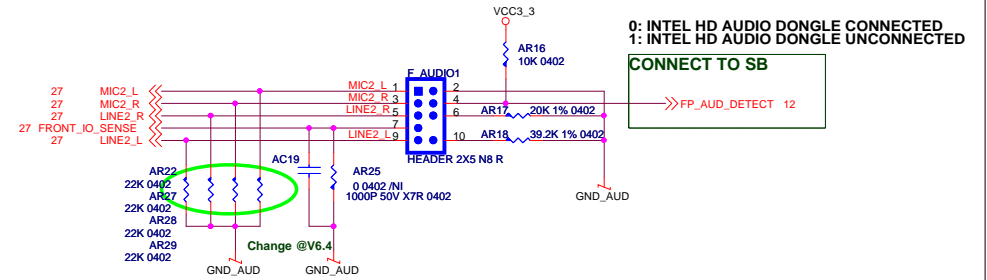 VCC3_3
0: INTEL HD AUDIO DONGLE CONNECTED
1: INTEL HD AUDIO DONGLE UNCONNECTED
AR16
10K 0402
CONNECT TO SB
F_AUDIO1
27 MIC2_L MIC2_L 1 2
27 MIC2_R MIC2_R 3 4 FP_AUD_DETECT 12
27 LINE2_R LINE2_R 5 6 AR17 20K 1% 0402
27 FRONT_IO_SENSE 7
27 LINE2_L LINE2_L 9 10 AR18 39.2K 1% 0402
HEADER 2X5 N8 R
AC19
AR22
22K 0402
AR27
22K 0402
AR28
22K 0402
AR29
22K 0402
AR25
0 0402 /NI
1000P 50V X7R 0402
GND_AUD
Change @V6.4
GND_AUD
GND_AUD